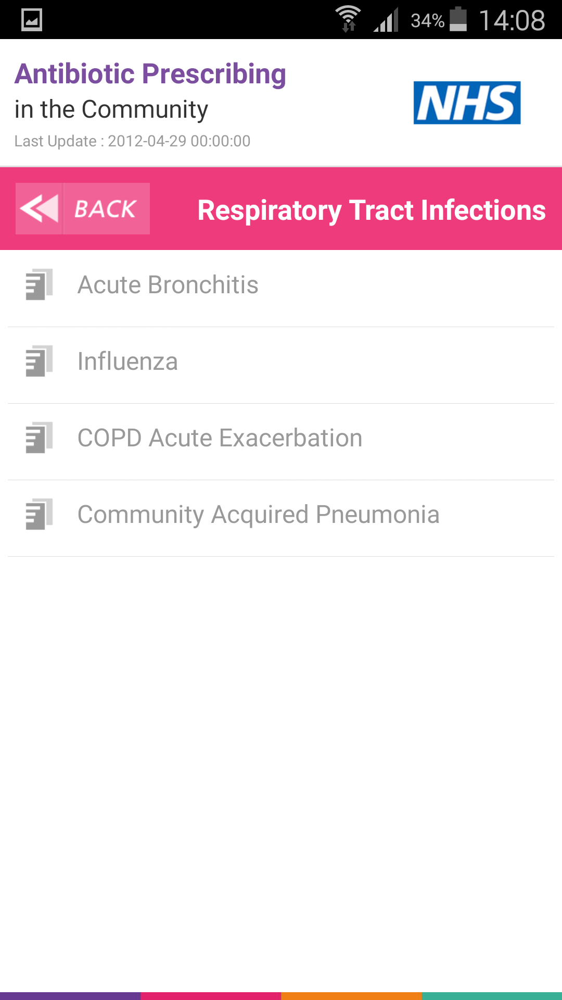 34% 14:08
Antibiotic Prescribing
in the Community
NHS
Last Update : 2012-04-29 00:00:00
BACK
Respiratory Tract Infections
Acute Bronchitis
Influenza
COPD Acute Exacerbation
Community Acquired Pneumonia